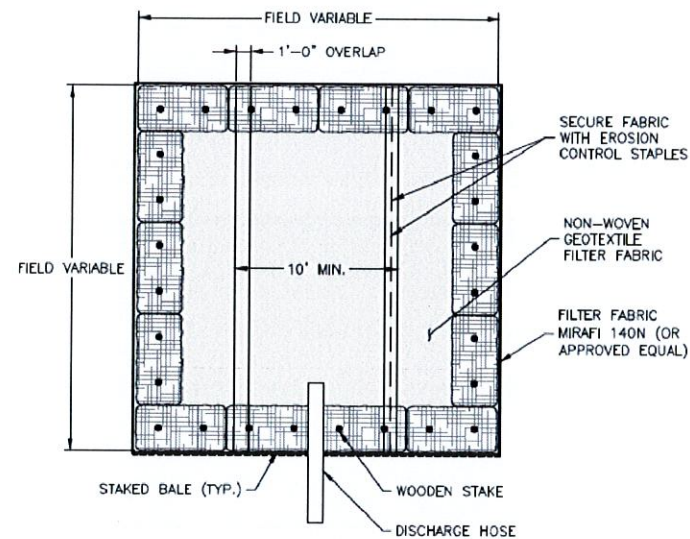 FIELD VARIABLE
1'-0" OVERLAP
SECURE FABRIC
WITH EROSION
CONTROL STAPLES
NON-WOVEN
GEOTEXTILE
FILTER FABRIC
FIELD VARIABLE
10' MIN.
FILTER FABRIC
MIRAFI 140N (OR
APPROVED EQUAL)
STAKED BALE (TYP.)
WOODEN STAKE
DISCHARGE HOSE